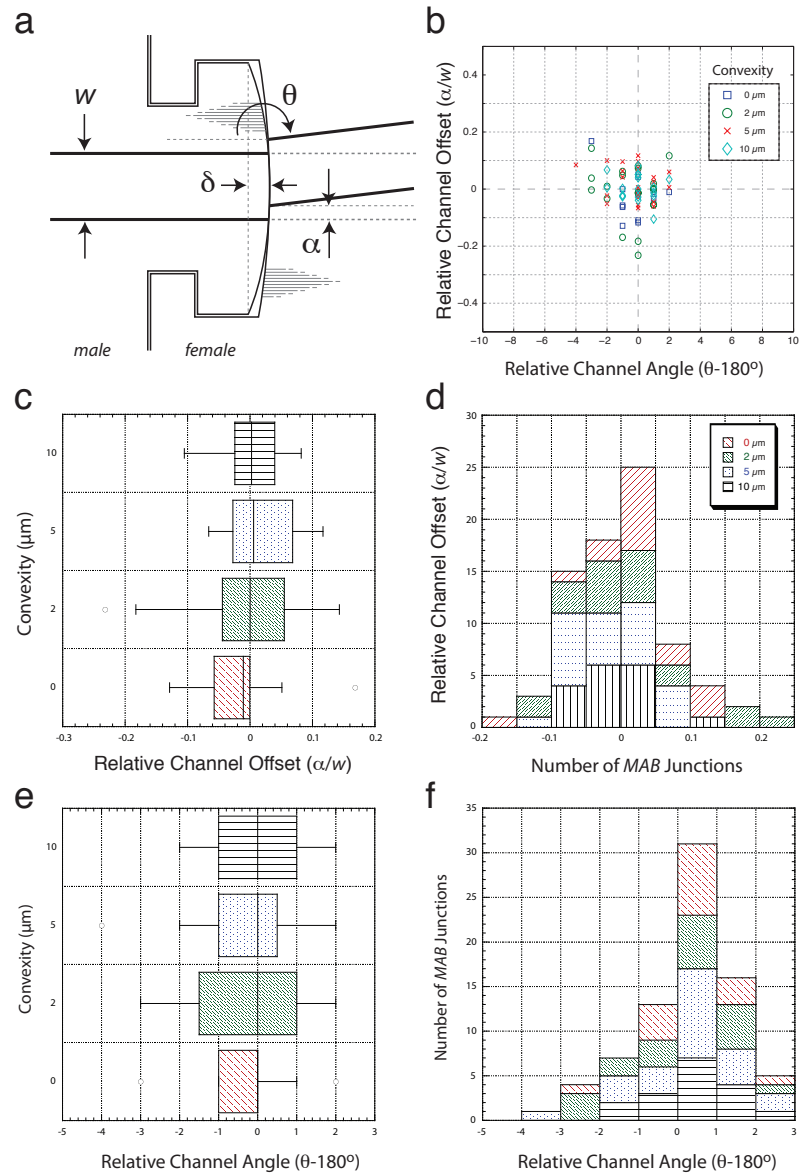 a
w
θ
δ
α
male
female
b
Relative Channel Offset (α/w)
0.4
0.2
0
−0.2
−0.4
Convexity
0 µm
2 µm
5 µm
10 µm
−10 −8 −6 −4 −2 0 2 4 6 8 10
Relative Channel Angle (θ-180º)
c
Convexity (µm)
10
5
2
0
-0.3 -0.2 -0.1 0 0.1 0.2
Relative Channel Offset (α/w)
d
Relative Channel Offset (α/w)
30
25
20
15
10
5
0
0 µm
2 µm
5 µm
10 µm
-0.2 -0.1 0 0.1 0.2
Number of MAB Junctions
e
Convexity (µm)
10
5
2
0
-5 -4 -3 -2 -1 0 1 2 3
Relative Channel Angle (θ-180º)
f
Number of MAB Junctions
35
30
25
20
15
10
5
0
-5 -4 -3 -2 -1 0 1 2 3
Relative Channel Angle (θ-180º)